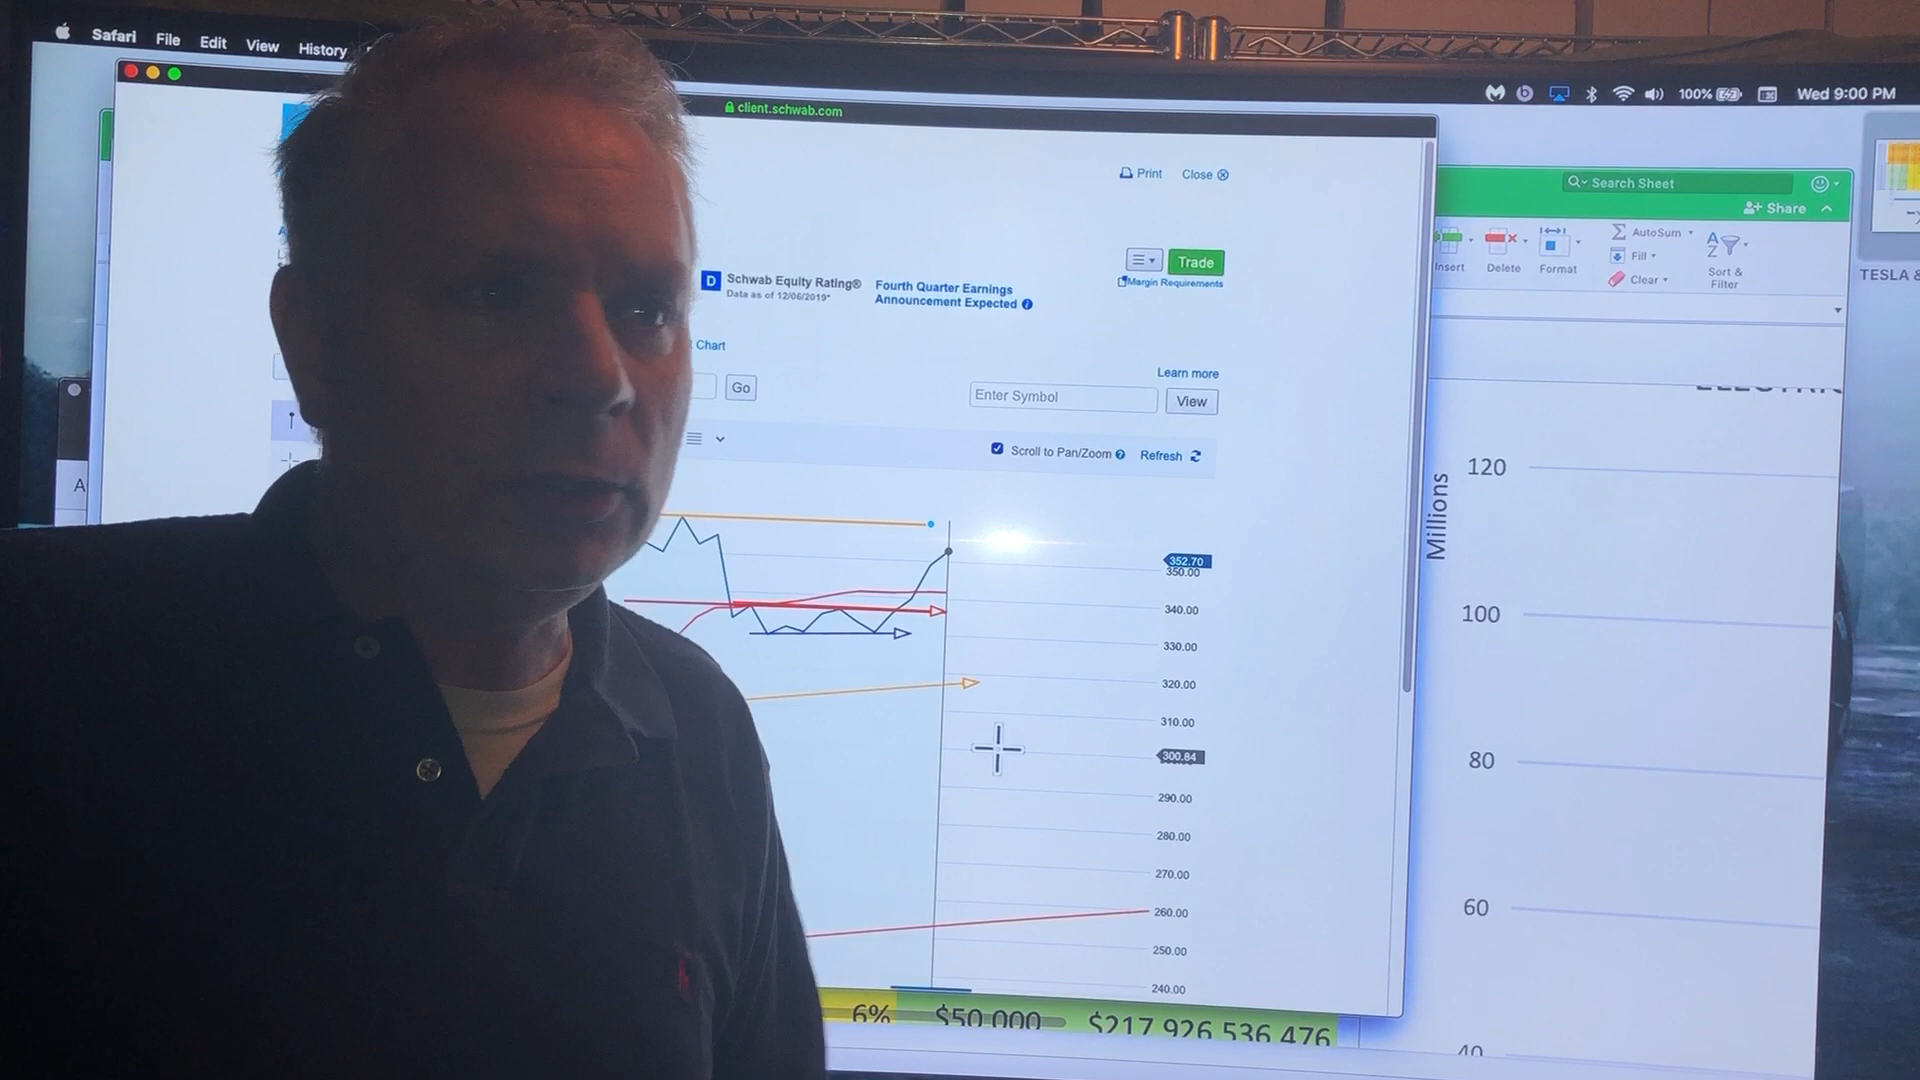 Safari File Edit View History
100% Wed 9:00 PM
client.schwab.com
Print Close
Search Sheet
Share
Trade
Margin Requirements
D Schwab Equity Rating®
Data as of 12/06/2019*
Fourth Quarter Earnings
Announcement Expected
AutoSum
Fill
Clear
Insert Delete Format
Sort &
Filter
TESLA &
Chart
Learn more
Go
Enter Symbol View
Scroll to Pan/Zoom Refresh
352.70
350.00
340.00
330.00
320.00
310.00
300.84
290.00
280.00
270.00
260.00
250.00
240.00
Millions
120
100
80
60
40
6% $50,000 $217,926,536,476